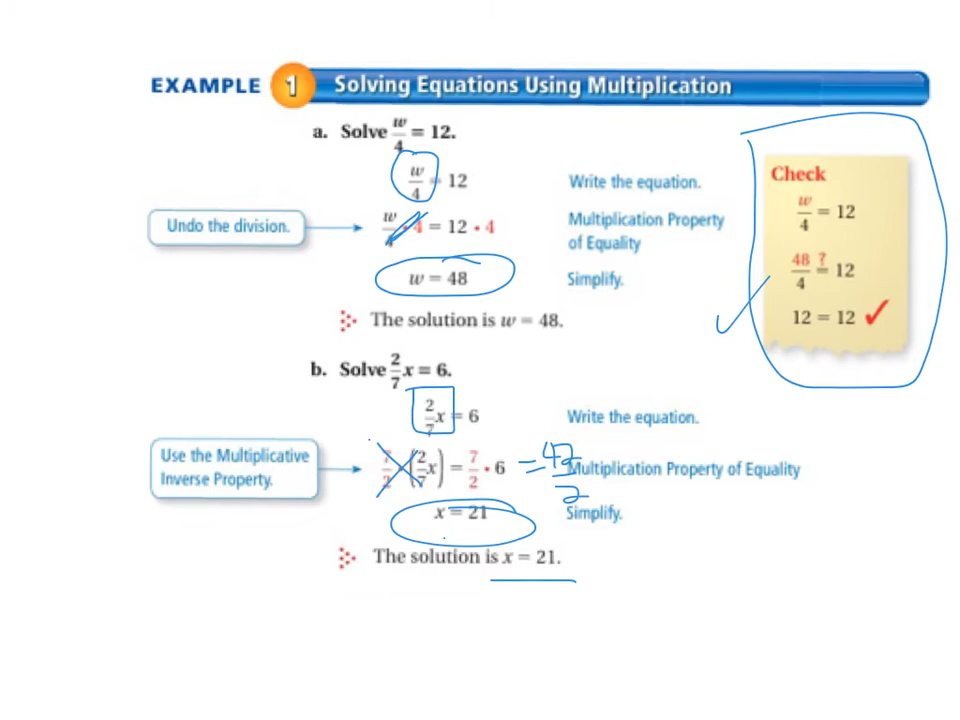 EXAMPLE 1 Solving Equations Using Multiplication
a. Solve w/4 = 12.
w/4 = 12 Write the equation.
Undo the division. w/4 • 4 = 12 • 4 Multiplication Property of Equality
w = 48 Simplify.
The solution is w = 48.
Check
w/4 = 12
48/4 ?= 12
12 = 12 ✓
b. Solve 2/7 x = 6.
2/7 x = 6 Write the equation.
Use the Multiplicative Inverse Property. 7/2 • (2/7 x) = 7/2 • 6 = 42/2 Multiplication Property of Equality
x = 21 Simplify.
The solution is x = 21.